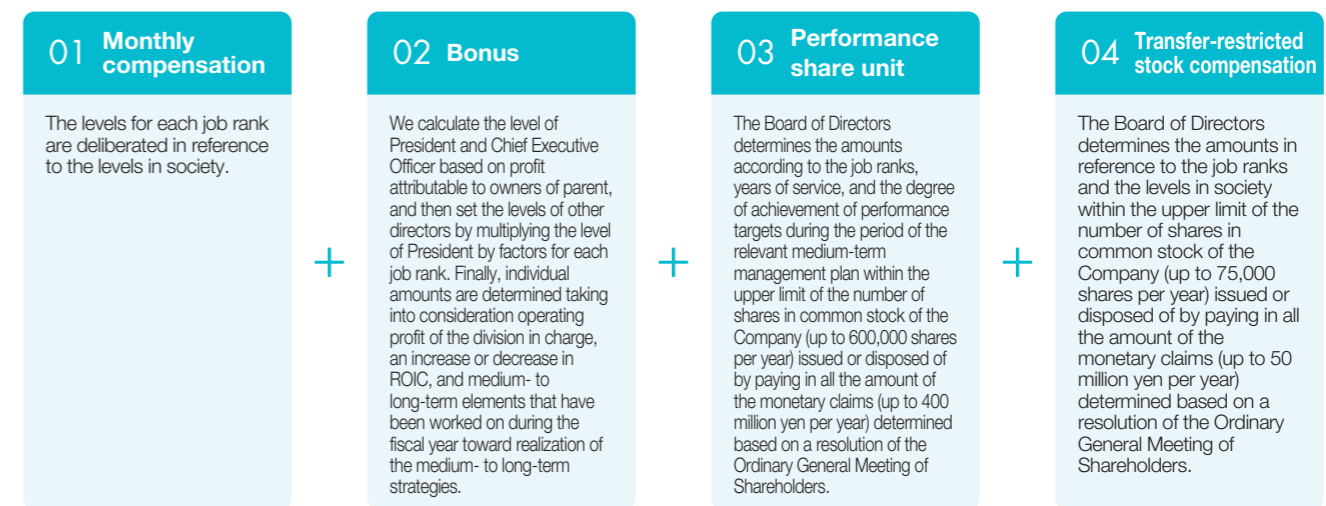 01 Monthly
compensation
The levels for each job rank
are deliberated in reference
to the levels in society.
+
02 Bonus
We calculate the level of
President and Chief Executive
Officer based on profit
attributable to owners of parent,
and then set the levels of other
directors by multiplying the level
of President by factors for each
job rank. Finally, individual
amounts are determined taking
into consideration operating
profit of the division in charge,
an increase or decrease in
ROIC, and medium- to
long-term elements that have
been worked on during the
fiscal year toward realization of
the medium- to long-term
strategies.
+
03 Performance
share unit
The Board of Directors
determines the amounts
according to the job ranks,
years of service, and the degree
of achievement of performance
targets during the period of the
relevant medium-term
management plan within the
upper limit of the number of
shares in common stock of the
Company (up to 600,000 shares
per year) issued or disposed of
by paying in all the amount of
the monetary claims (up to 400
million yen per year) determined
based on a resolution of the
Ordinary General Meeting of
Shareholders.
+
04 Transfer-restricted
stock compensation
The Board of Directors
determines the amounts in
reference to the job ranks
and the levels in society
within the upper limit of the
number of shares in
common stock of the
Company (up to 75,000
shares per year) issued or
disposed of by paying in all
the amount of the
monetary claims (up to 50
million yen per year)
determined based on a
resolution of the Ordinary
General Meeting of
Shareholders.